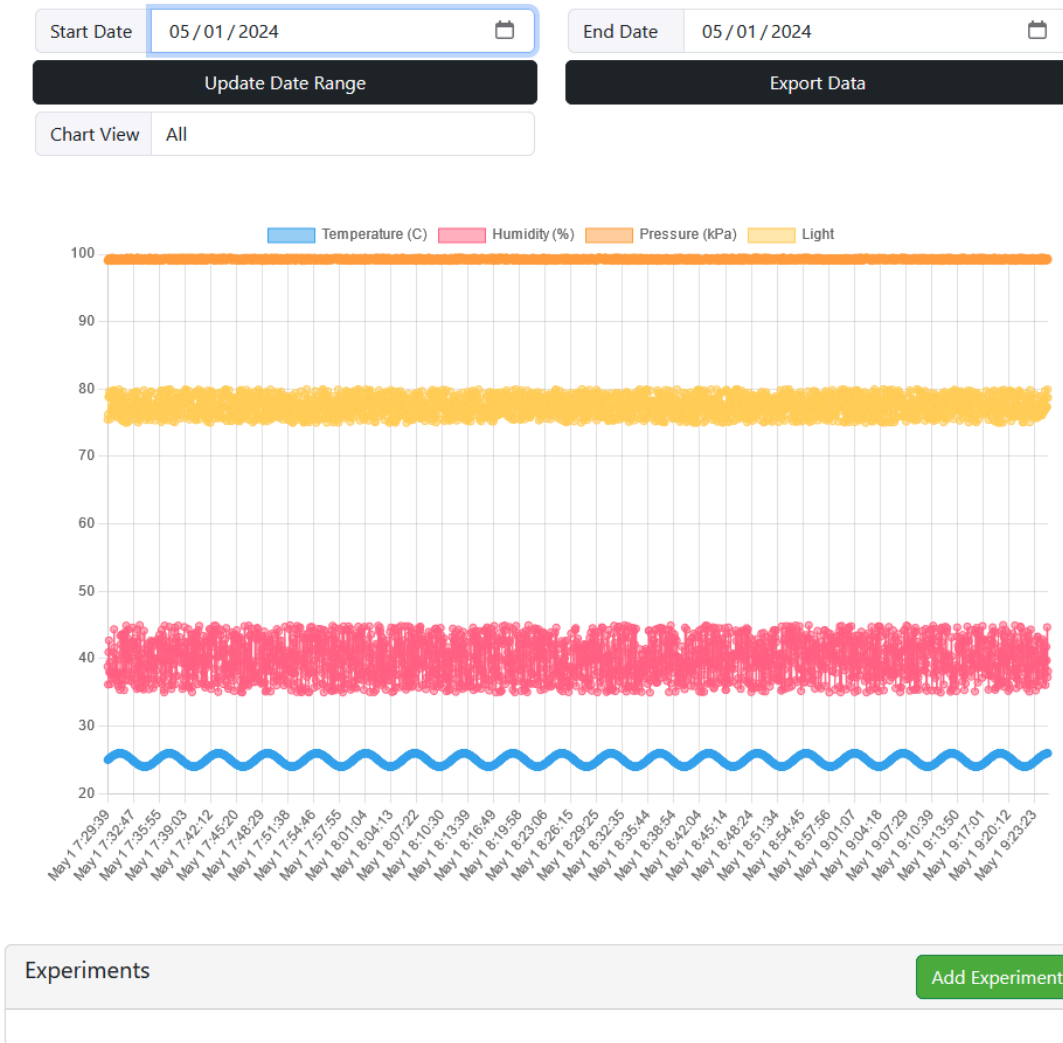 Start Date 05/01/2024 End Date 05/01/2024
Update Date Range Export Data
Chart View All
Temperature (C) Humidity (%) Pressure (kPa) Light
100
90
80
70
60
50
40
30
20
May 1 7:29:39
May 1 7:32:47
May 1 7:35:55
May 1 7:39:03
May 1 7:42:12
May 1 7:45:20
May 1 7:48:29
May 1 7:51:38
May 1 7:54:46
May 1 7:57:55
May 1 8:01:04
May 1 8:04:13
May 1 8:07:22
May 1 8:10:30
May 1 8:13:39
May 1 8:16:49
May 1 8:19:58
May 1 8:23:06
May 1 8:26:15
May 1 8:29:25
May 1 8:32:35
May 1 8:35:44
May 1 8:38:54
May 1 8:42:04
May 1 8:45:14
May 1 8:48:24
May 1 8:51:34
May 1 8:54:45
May 1 8:57:56
May 1 9:01:07
May 1 9:04:18
May 1 9:07:29
May 1 9:10:39
May 1 9:13:50
May 1 9:17:01
May 1 9:20:12
May 1 9:23:23
Experiments Add Experiment